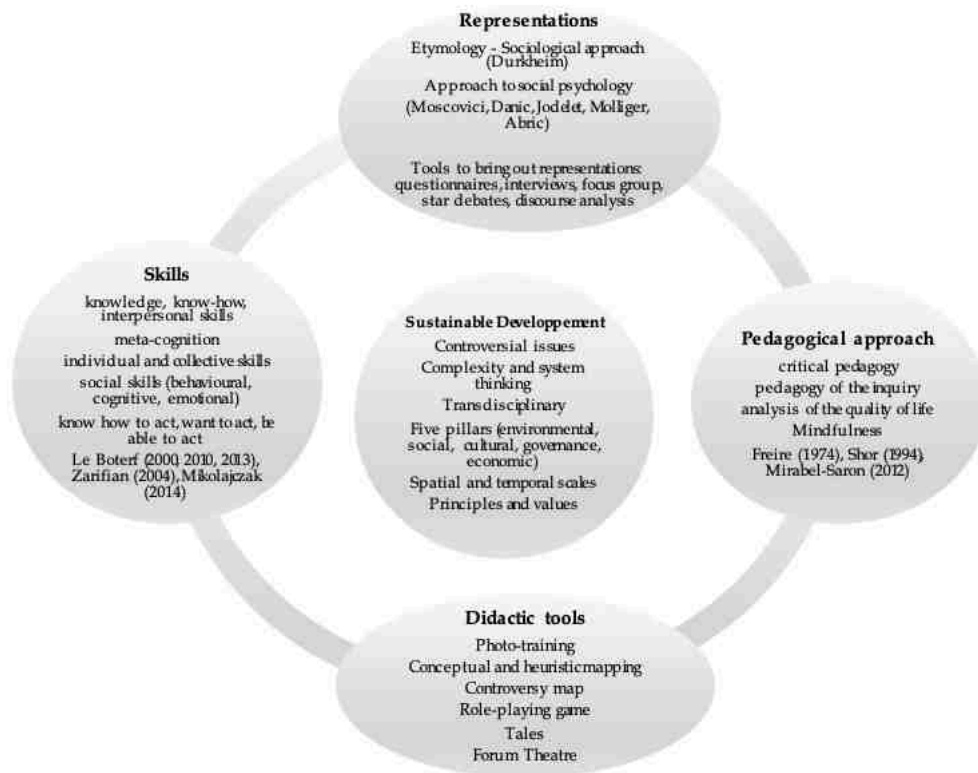 Representations
Etymology - Sociological approach
(Durkheim)
Approach to social psychology
(Moscovici, Danic, Jodelet, Molliger,
Abric)
Tools to bring out representations:
questionnaires, interviews, focus group,
star debates, discourse analysis
Skills
knowledge, know-how,
interpersonal skills
meta-cognition
individual and collective skills
social skills (behavioural,
cognitive, emotional)
know how to act, want to act, be
able to act
Le Boterf (2000, 2010, 2013),
Zarifian (2004), Mikolajczak
(2014)
Sustainable Developpement
Controversial issues
Complexity and system
thinking
Transdisciplinary
Five pillars (environmental,
social, cultural, governance,
economic)
Spatial and temporal scales
Principles and values
Pedagogical approach
critical pedagogy
pedagogy of the inquiry
analysis of the quality of life
Mindfulness
Freire (1974), Shor (1994),
Mirabel-Saron (2012)
Didactic tools
Photo-training
Conceptual and heuristic mapping
Controversy map
Role-playing game
Tales
Forum Theatre